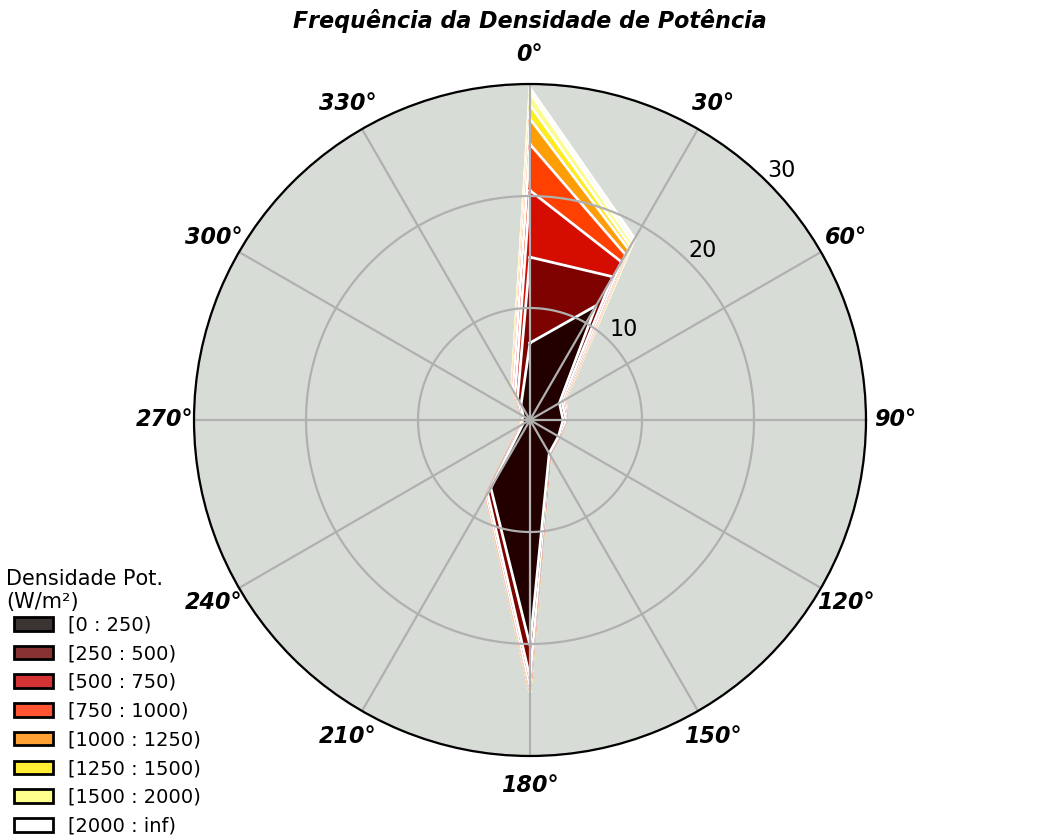 Frequência da Densidade de Potência
0°
330°
30°
30
300°
60°
20
10
270°
90°
Densidade Pot.
(W/m²)
240°
120°
[0 : 250)
[250 : 500)
[500 : 750)
[750 : 1000)
[1000 : 1250)
[1250 : 1500)
[1500 : 2000)
[2000 : inf)
210°
150°
180°